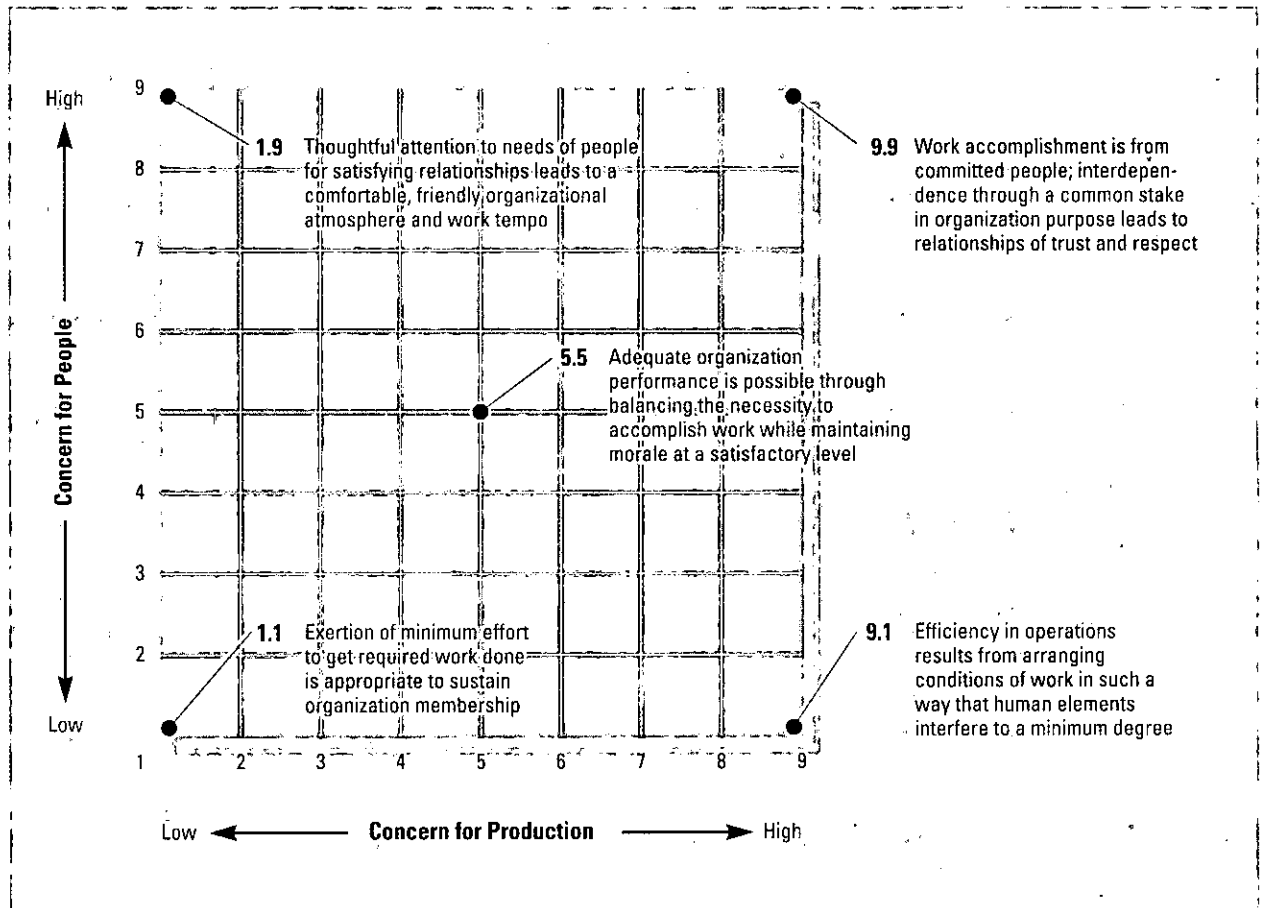 High
9
1.9 Thoughtful attention to needs of people
for satisfying relationships leads to a
comfortable, friendly organizational
atmosphere and work tempo
9.9 Work accomplishment is from
committed people; interdepen-
dence through a common stake
in organization purpose leads to
relationships of trust and respect
8
7
6
5.5 Adequate organization
performance is possible through
balancing the necessity to
accomplish work while maintaining
morale at a satisfactory level
5
Concern for People
4
3
1.1 Exertion of minimum effort
to get required work done
is appropriate to sustain
organization membership
9.1 Efficiency in operations
results from arranging
conditions of work in such a
way that human elements
interfere to a minimum degree
2
Low
1 2 3 4 5 6 7 8 9
Low Concern for Production High